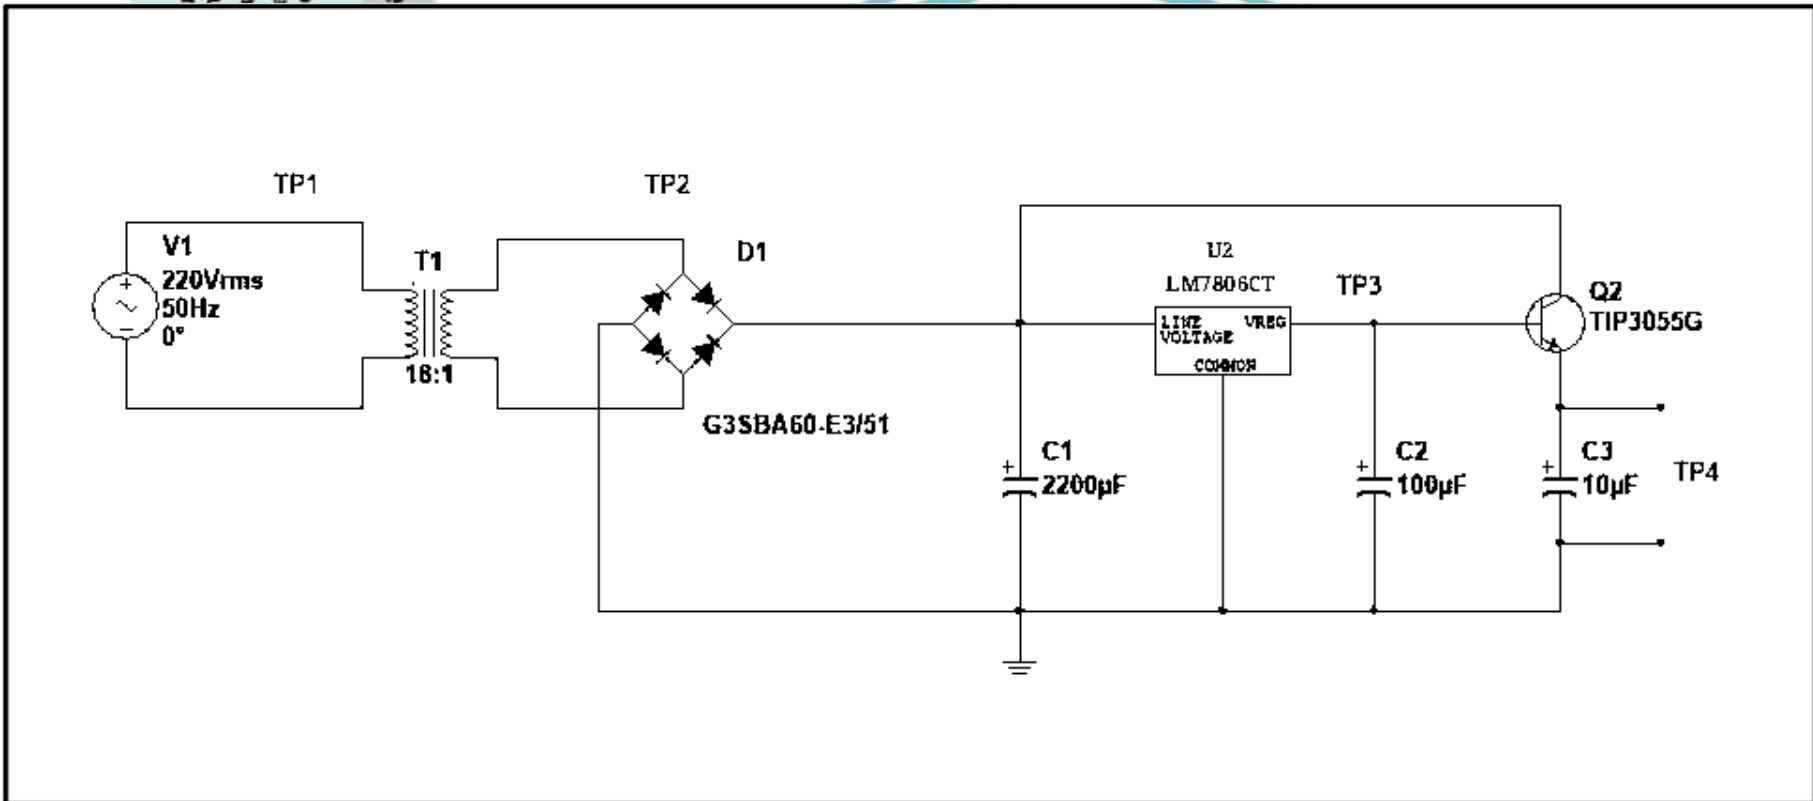 TP1
TP2
V1
220Vrms
50Hz
0°
T1
18:1
D1
G3SBA60-E3/51
U2
LM7806CT
LINE
VOLTAGE
VREG
COMMON
TP3
Q2
TIP3055G
C1
2200µF
C2
100µF
C3
10µF
TP4